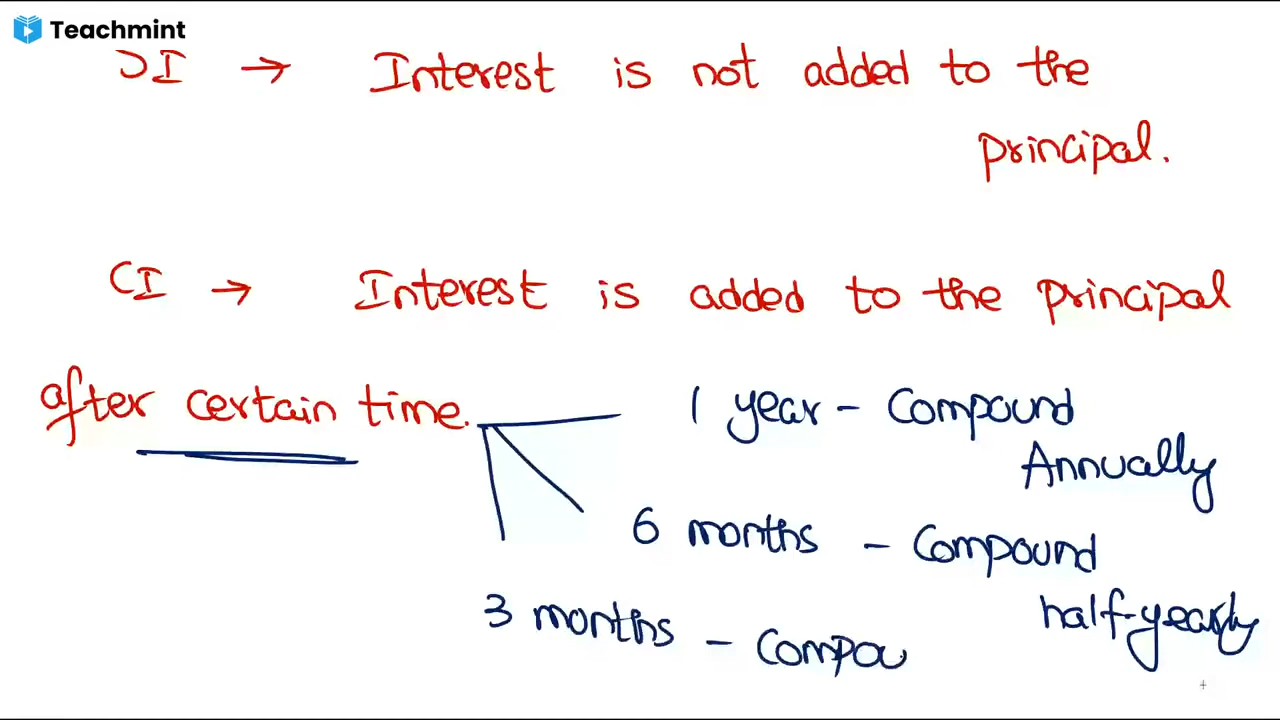 Teachmint
SI → Interest is not added to the
principal.
CI → Interest is added to the principal
after certain time.
1 year - Compound
Annually
6 months - Compound
half-yearly
3 months - Compou